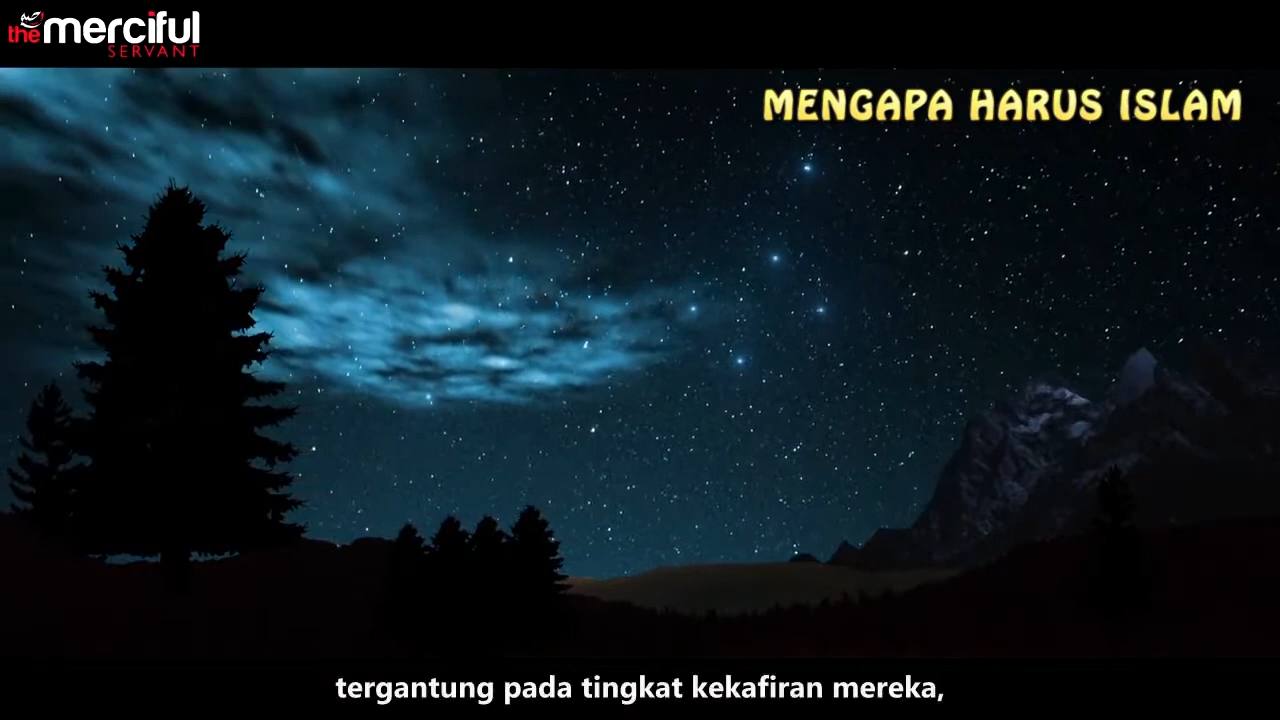 the merciful
SERVANT
MENGAPA HARUS ISLAM
tergantung pada tingkat kekafiran mereka,